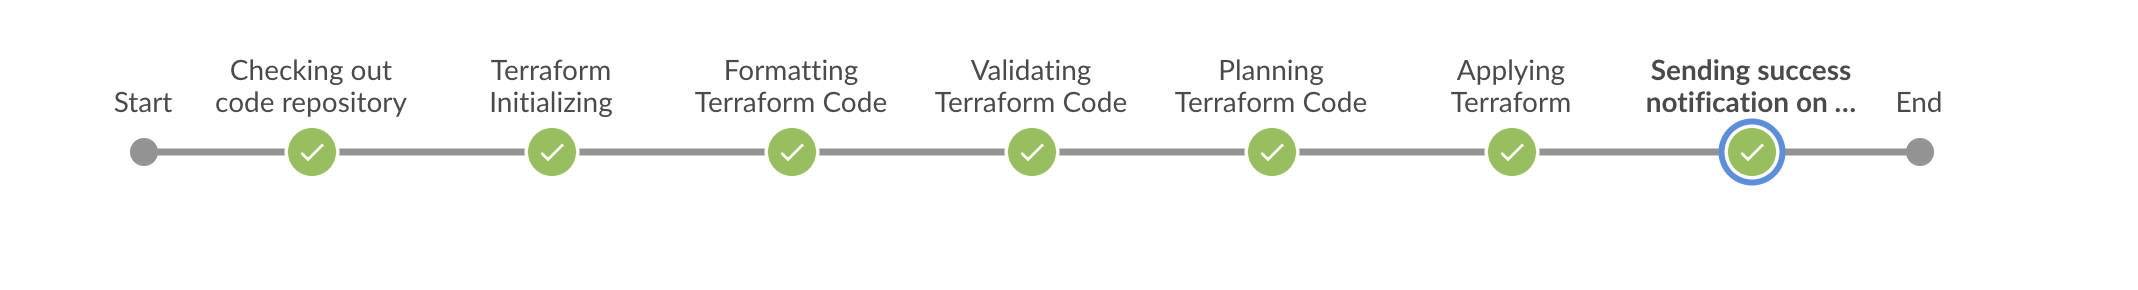 Start
Checking out
code repository
Terraform
Initializing
Formatting
Terraform Code
Validating
Terraform Code
Planning
Terraform Code
Applying
Terraform
Sending success
notification on ...
End